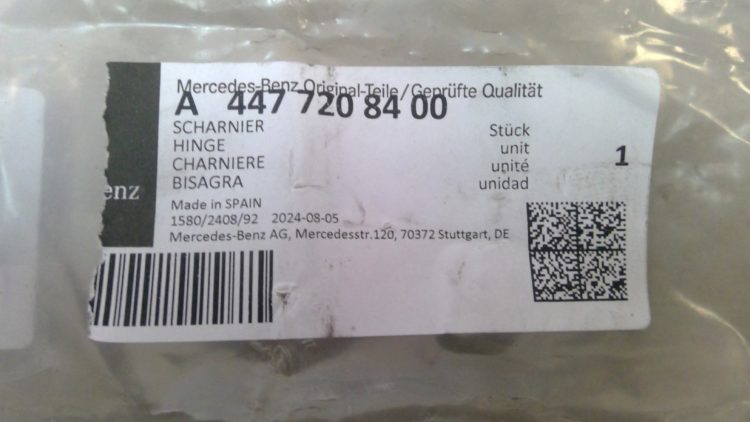 Mercedes-Benz Original-Teile/Geprüfte Qualität
A 447 720 84 00
SCHARNIER Stück
HINGE unit
CHARNIERE unité
BISAGRA unidad
1
enz
Made in SPAIN
1580/2408/92 2024-08-05
Mercedes-Benz AG, Mercedesstr.120, 70372 Stuttgart, DE